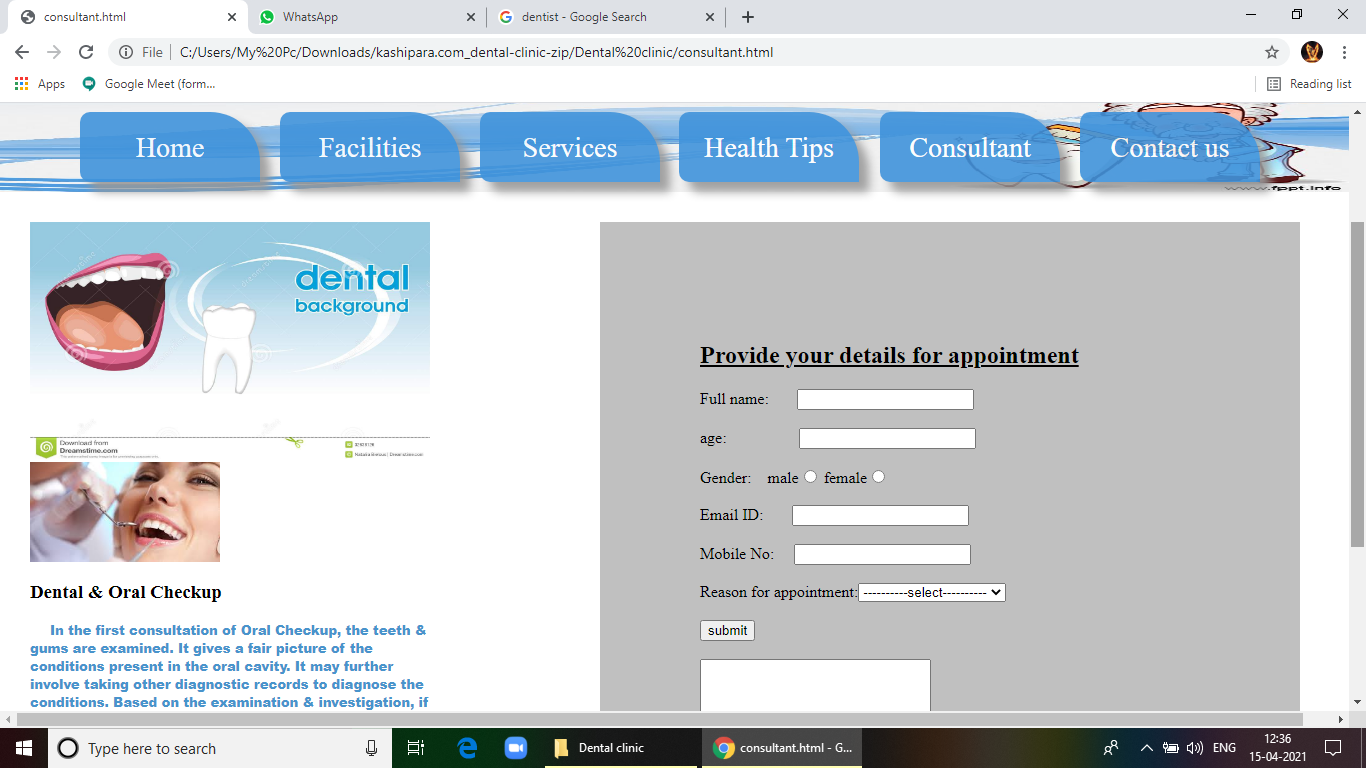 consultant.html
WhatsApp
dentist - Google Search
File
C:/Users/My%20Pc/Downloads/kashipara.com_dental-clinic-zip/Dental%20clinic/consultant.html
Apps
Google Meet (form...
Reading list
Home
Facilities
Services
Health Tips
Consultant
Contact us
www.fppt.info
dental
background
Download from
Dreamstime.com
Dental & Oral Checkup
In the first consultation of Oral Checkup, the teeth &
gums are examined. It gives a fair picture of the
conditions present in the oral cavity. It may further
involve taking other diagnostic records to diagnose the
conditions. Based on the examination & investigation, if
Provide your details for appointment
Full name:
age:
Gender: male female
Email ID:
Mobile No:
Reason for appointment: ----------select----------
submit
Type here to search
Dental clinic
consultant.html - G...
ENG
12:36
15-04-2021